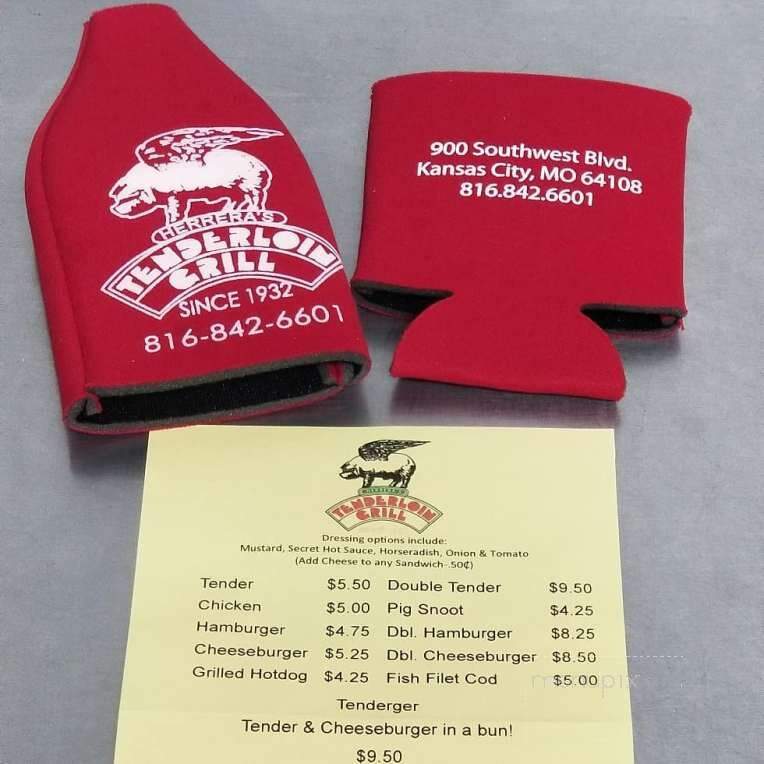 HERRERA'S
TENDERLOIN
GRILL
SINCE 1932
816-842-6601
900 Southwest Blvd.
Kansas City, MO 64108
816.842.6601
HERRERA'S
TENDERLOIN
GRILL
Dressing options include:
Mustard, Secret Hot Sauce, Horseradish, Onion & Tomato
(Add Cheese to any Sandwich-.50¢)
Tender $5.50 Double Tender $9.50
Chicken $5.00 Pig Snoot $4.25
Hamburger $4.75 Dbl. Hamburger $8.25
Cheeseburger $5.25 Dbl. Cheeseburger $8.50
Grilled Hotdog $4.25 Fish Filet Cod $5.00
Tenderger
Tender & Cheeseburger in a bun!
$9.50